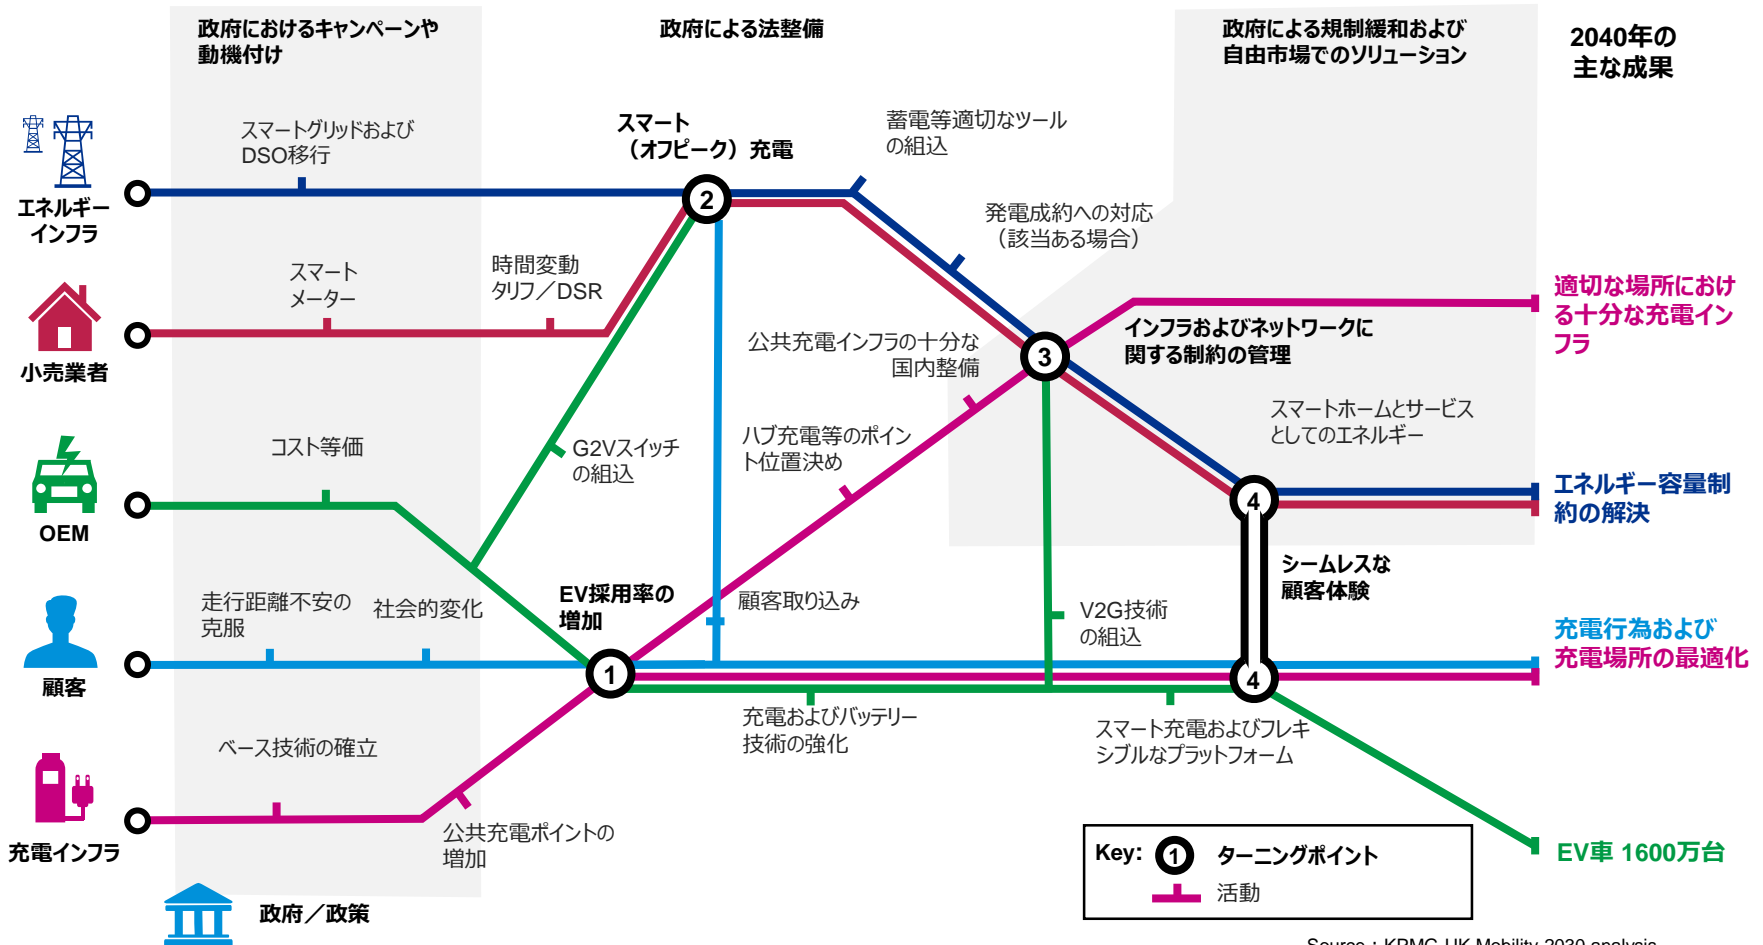 政府におけるキャンペーンや
動機付け
政府による法整備
政府による規制緩和および
自由市場でのソリューション
2040年の
主な成果
スマートグリッドおよび
DSO移行
スマート
（オフピーク）充電
蓄電等適切なツール
の組込
エネルギー
インフラ
2
発電成約への対応
（該当ある場合）
スマート
メーター
時間変動
タリフ／DSR
適切な場所におけ
る十分な充電イン
フラ
小売業者
公共充電インフラの十分な
国内整備
3
インフラおよびネットワークに
関する制約の管理
コスト等価
G2Vスイッチ
の組込
ハブ充電等のポイン
ト位置決め
スマートホームとサービス
としてのエネルギー
OEM
4
エネルギー容量制
約の解決
走行距離不安の
克服
社会的変化
EV採用率の
増加
顧客取り込み
V2G技術
の組込
シームレスな
顧客体験
顧客
1
4
充電行為および
充電場所の最適化
ベース技術の確立
充電およびバッテリー
技術の強化
スマート充電およびフレキ
シブルなプラットフォーム
充電インフラ
公共充電ポイントの
増加
Key:
1
ターニングポイント
活動
EV車 1600万台
政府／政策
Source：KPMG UK Mobility 2030 analysis